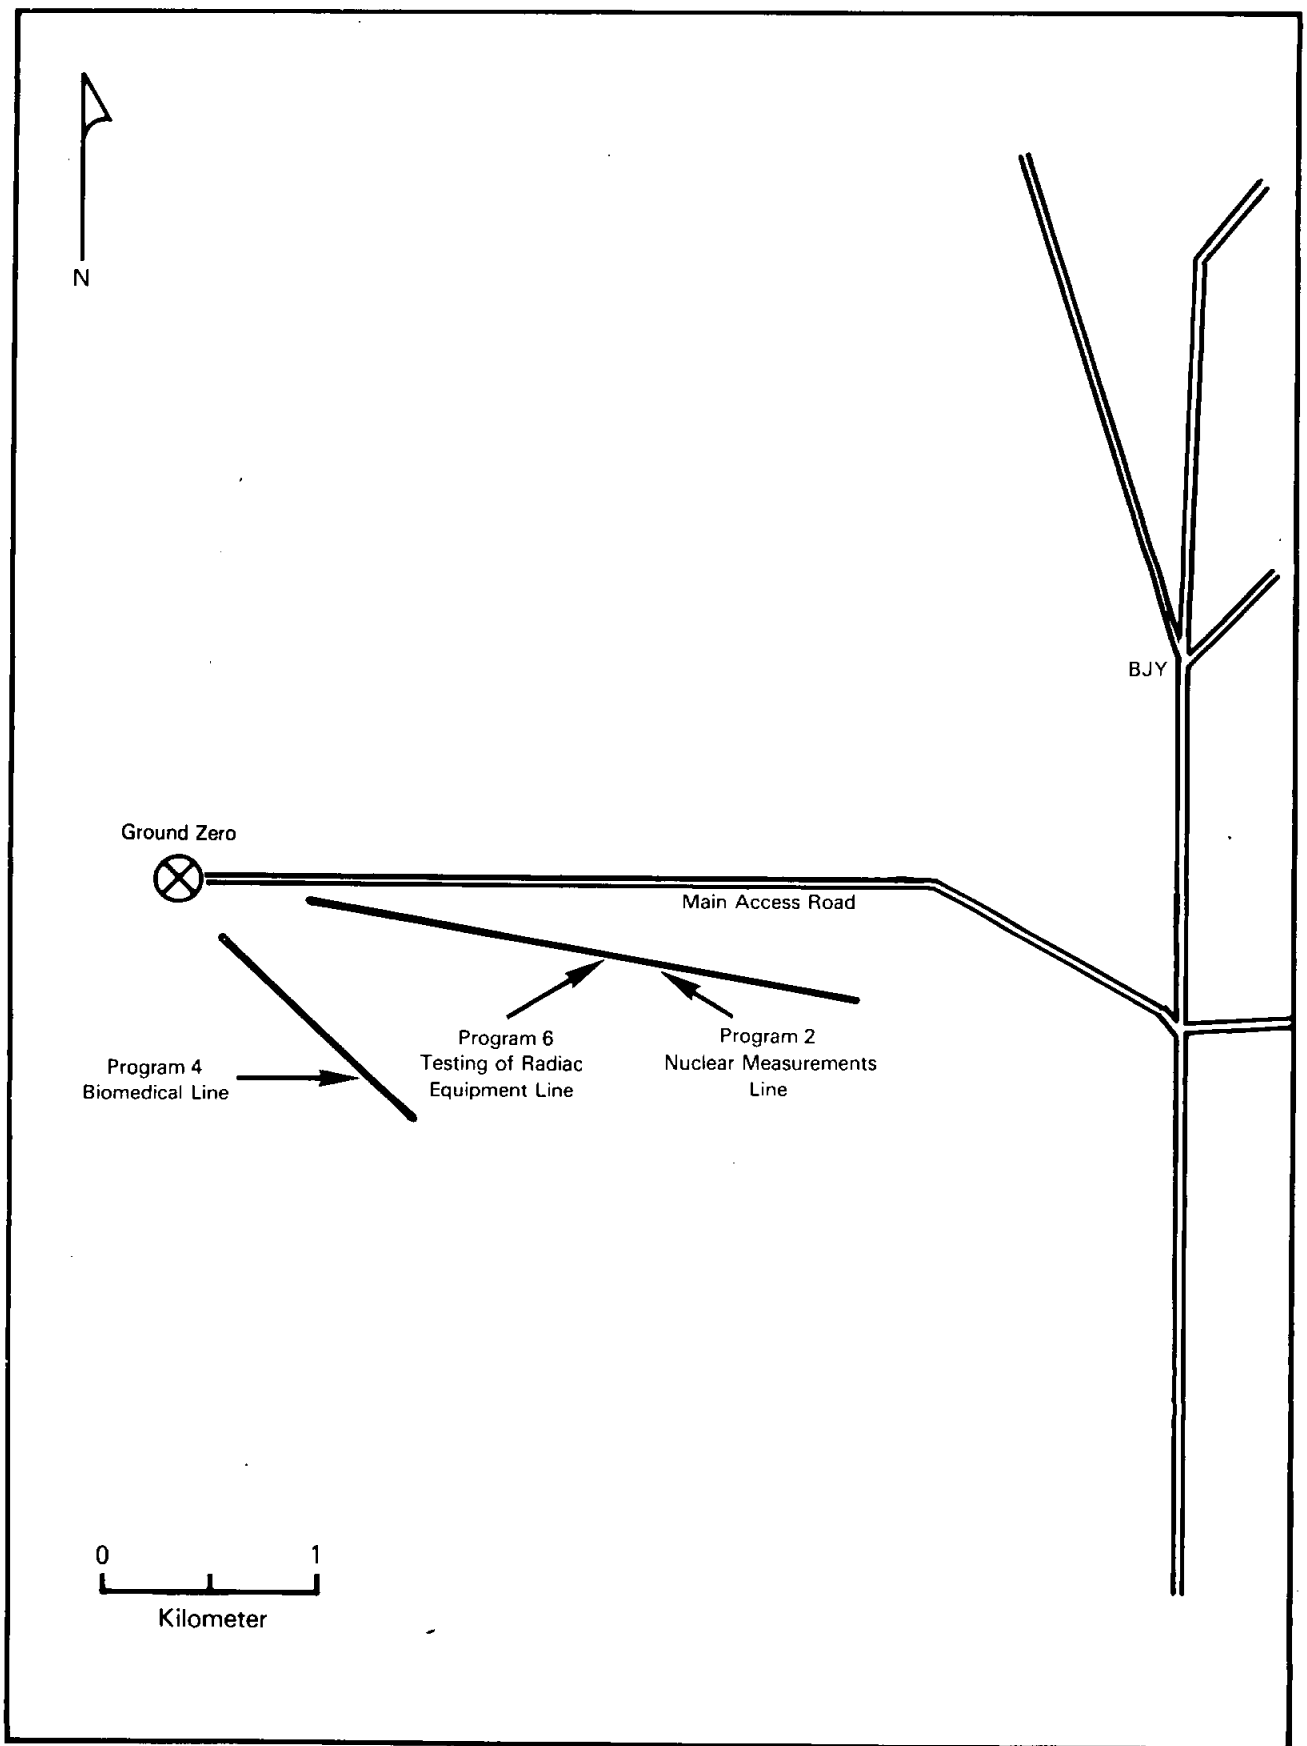 N
BJY
Ground Zero
Main Access Road
Program 6
Testing of Radiac
Equipment Line
Program 2
Nuclear Measurements
Line
Program 4
Biomedical Line
0 1
Kilometer